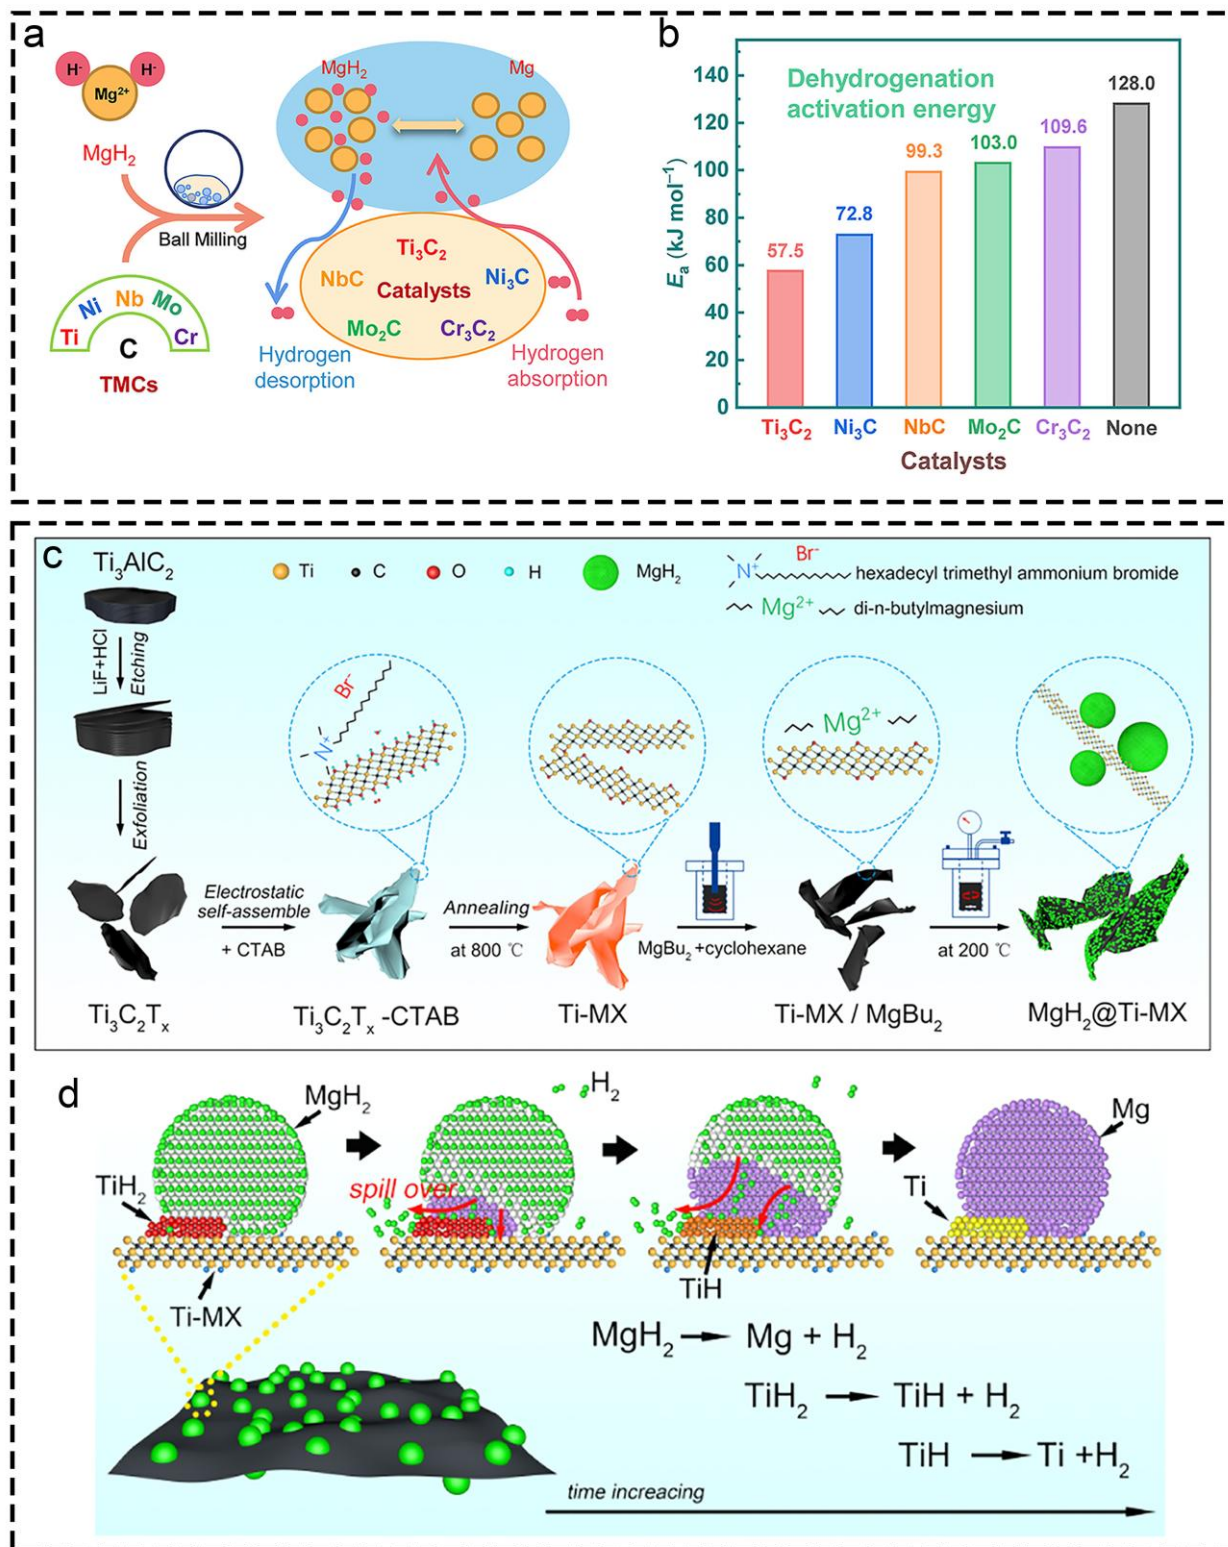 a
H-
H-
Mg2+
MgH2
Ball Milling
Ti
Ni
Nb
Mo
Cr
C
TMCs
MgH2
Mg
Ti3C2
NbC
Ni3C
Catalysts
Mo2C
Cr3C2
Hydrogen
desorption
Hydrogen
absorption
b
Dehydrogenation
activation energy
Ea (kJ mol–1)
140
120
100
80
60
40
20
0
57.5
72.8
99.3
103.0
109.6
128.0
Ti3C2
Ni3C
NbC
Mo2C
Cr3C2
None
Catalysts
c
Ti3AlC2
Ti
C
O
H
MgH2
Br-
N+
hexadecyl trimethyl ammonium bromide
Mg2+
di-n-butylmagnesium
LiF+HCl
Etching
Exfoliation
Br-
N+
Mg2+
Electrostatic
self-assemble
+ CTAB
Annealing
at 800 ℃
MgBu2 +cyclohexane
at 200 ℃
Ti3C2Tx
Ti3C2Tx -CTAB
Ti-MX
Ti-MX / MgBu2
MgH2@Ti-MX
d
MgH2
H2
Mg
TiH2
spill over
Ti
TiH
Ti-MX
MgH2 → Mg + H2
TiH2 → TiH + H2
TiH → Ti +H2
time increacing